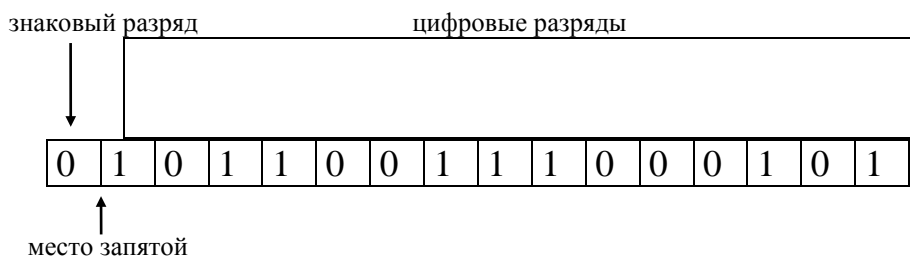 знаковый разряд цифровые разряды
0 1 0 1 1 0 0 1 1 1 0 0 0 1 0 1
место запятой